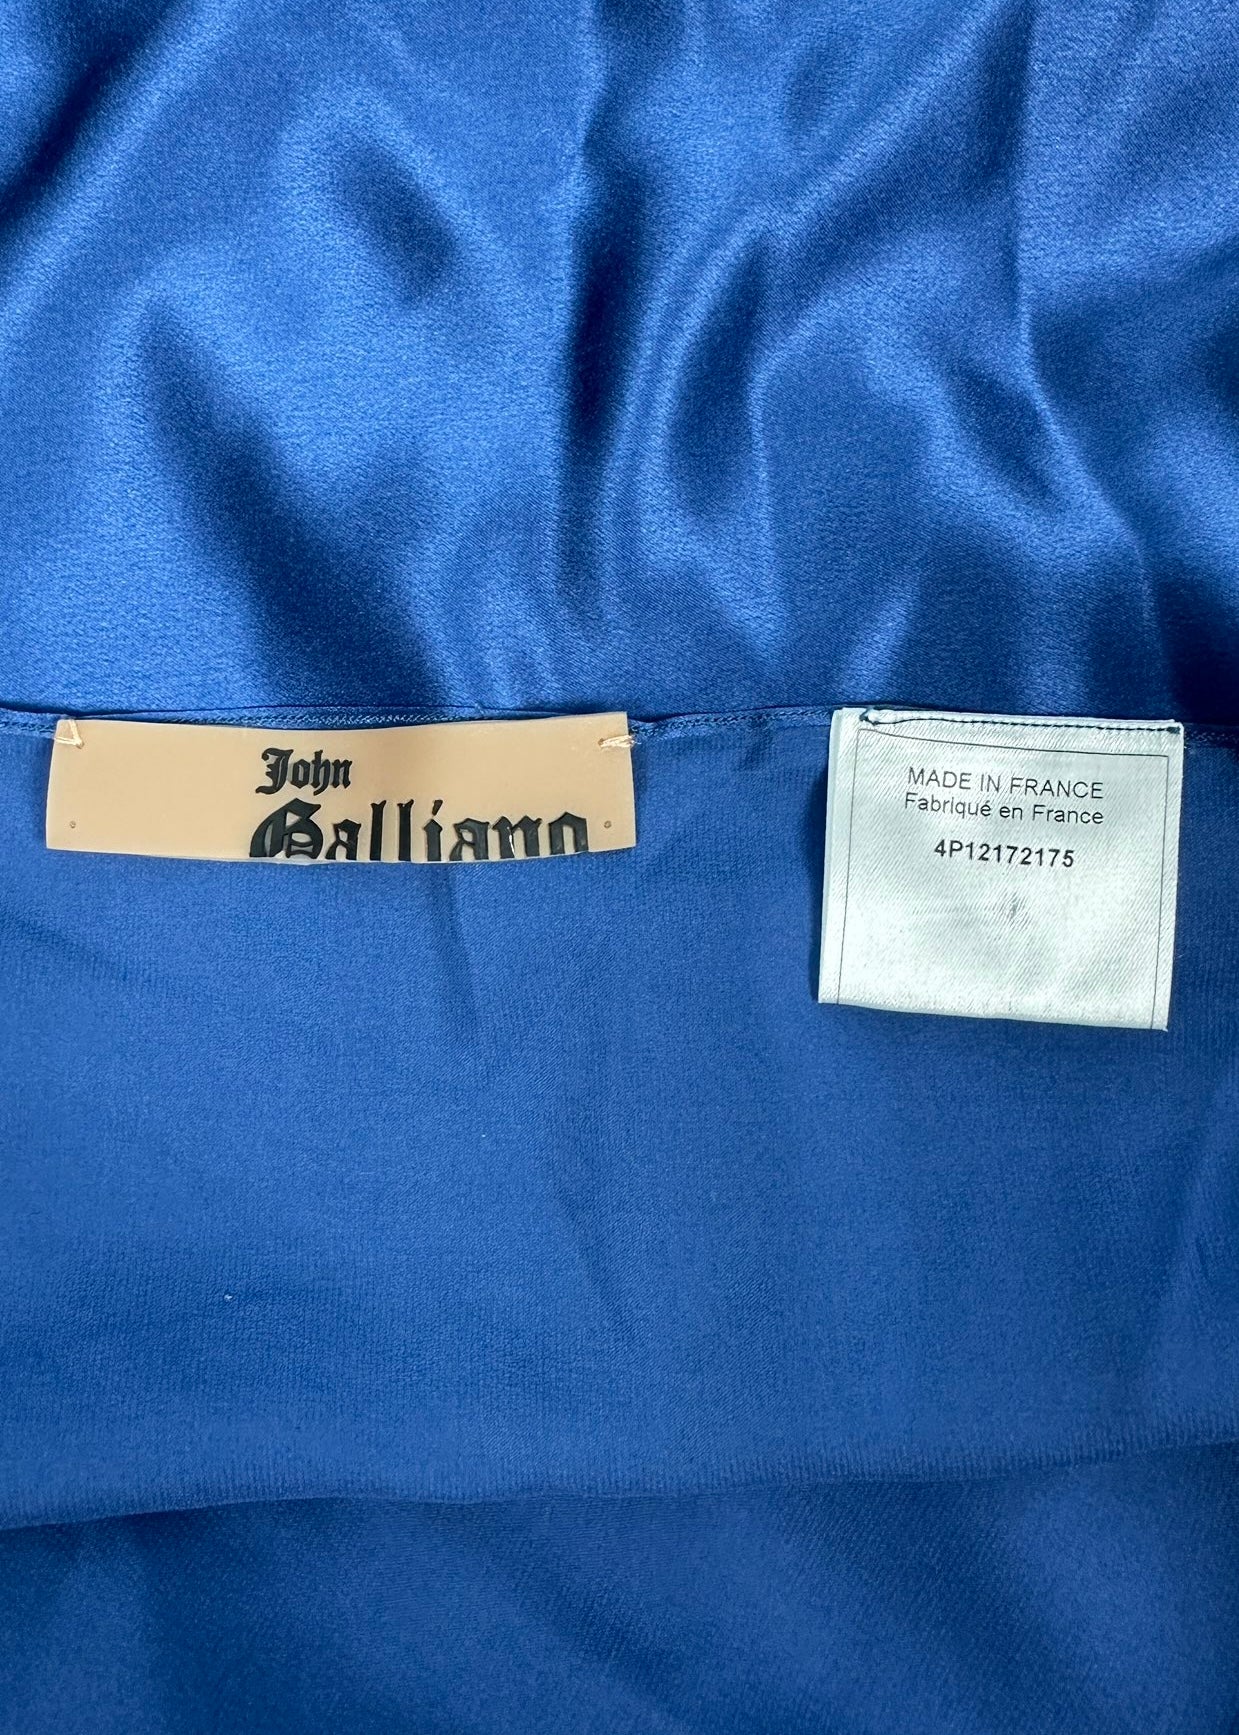 John
Galliano
MADE IN FRANCE
Fabriqué en France
4P12172175